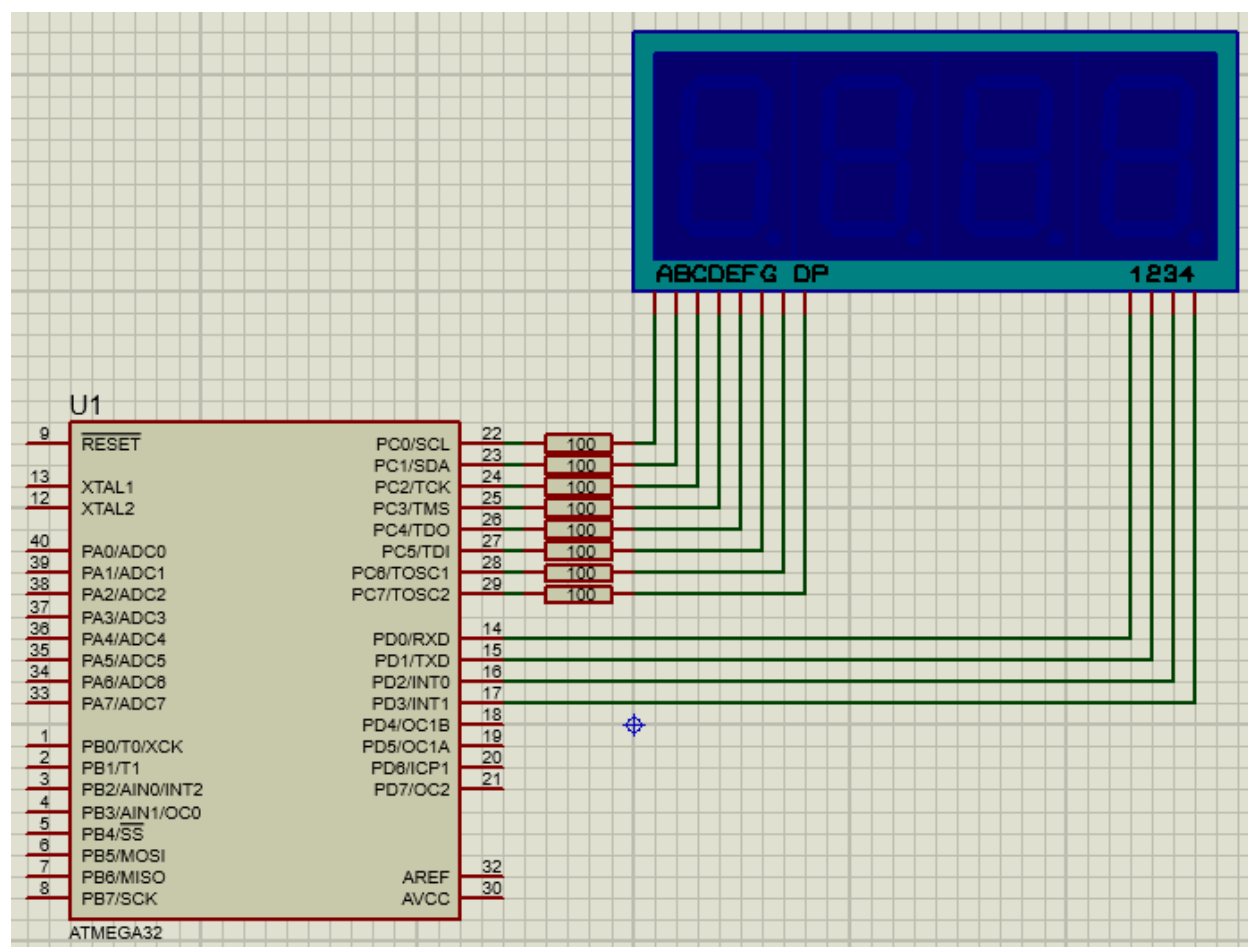 ABCDEFG DP 1234
U1
9 RESET PC0/SCL 22 100
PC1/SDA 23 100
13 XTAL1 PC2/TCK 24 100
12 XTAL2 PC3/TMS 25 100
PC4/TDO 26 100
40 PA0/ADC0 PC5/TDI 27 100
39 PA1/ADC1 PC6/TOSC1 28 100
38 PA2/ADC2 PC7/TOSC2 29 100
37 PA3/ADC3
36 PA4/ADC4 PD0/RXD 14
35 PA5/ADC5 PD1/TXD 15
34 PA6/ADC6 PD2/INT0 16
33 PA7/ADC7 PD3/INT1 17
PD4/OC1B 18
1 PB0/T0/XCK PD5/OC1A 19
2 PB1/T1 PD6/ICP1 20
3 PB2/AIN0/INT2 PD7/OC2 21
4 PB3/AIN1/OC0
5 PB4/SS
6 PB5/MOSI
7 PB6/MISO AREF 32
8 PB7/SCK AVCC 30
ATMEGA32